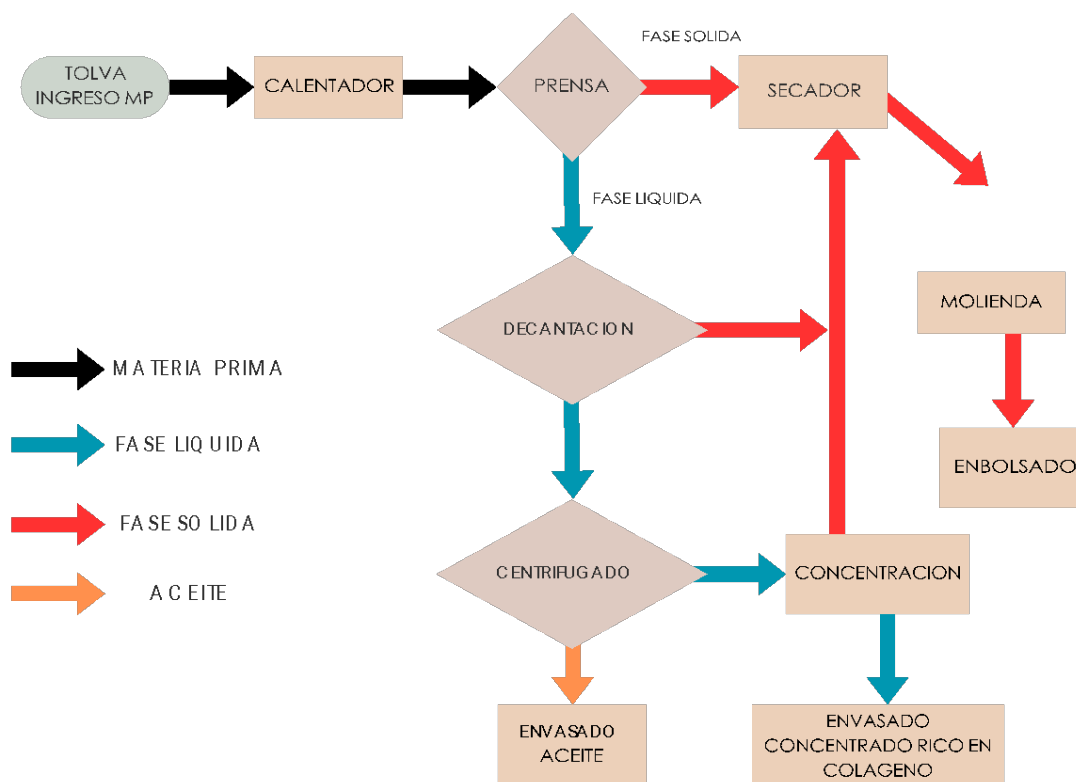 FASE SOLIDA
TOLVA
INGRESO MP
CALENTADOR
PRENSA
SECADOR
FASE LIQUIDA
MOLIENDA
DECANTACION
MATERIA PRIMA
FASE LIQUIDA
ENBOLSADO
FASE SOLIDA
CENTRIFUGADO
CONCENTRACION
ACEITE
ENVASADO
ACEITE
ENVASADO
CONCENTRADO RICO EN
COLAGENO